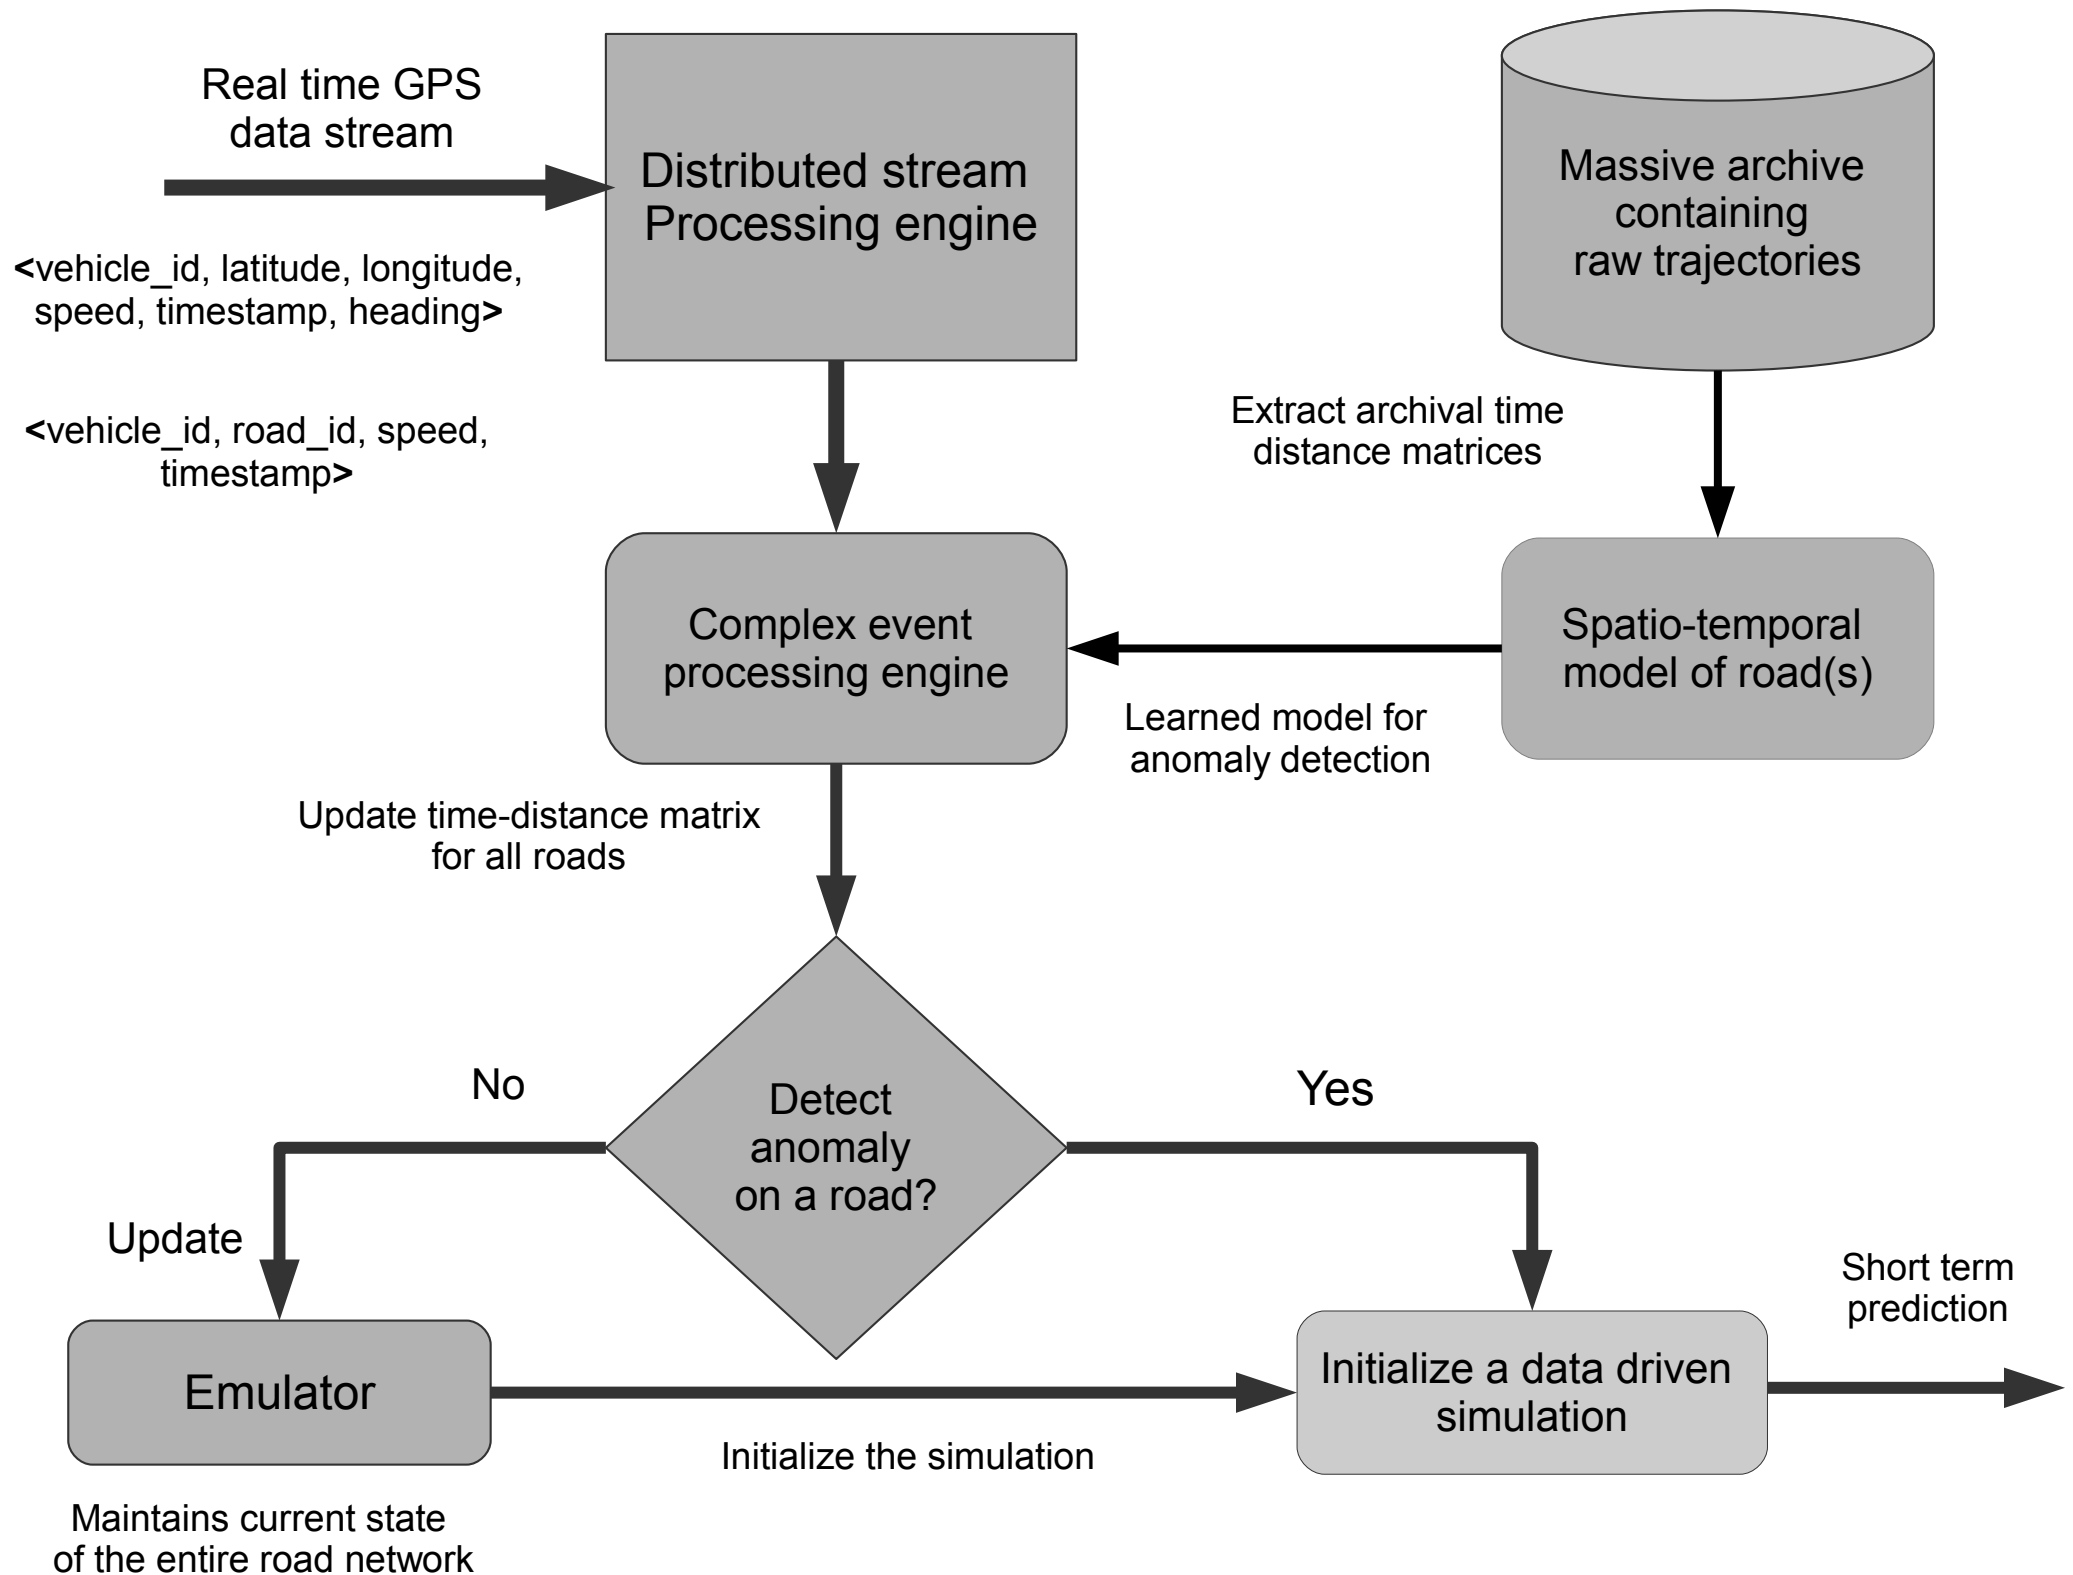 Real time GPS
data stream
<vehicle_id, latitude, longitude,
speed, timestamp, heading>
<vehicle_id, road_id, speed,
timestamp>
Distributed stream
Processing engine
Massive archive
containing
raw trajectories
Extract archival time
distance matrices
Complex event
processing engine
Spatio-temporal
model of road(s)
Learned model for
anomaly detection
Update time-distance matrix
for all roads
No
Detect
anomaly
on a road?
Yes
Update
Emulator
Maintains current state
of the entire road network
Initialize the simulation
Initialize a data driven
simulation
Short term
prediction